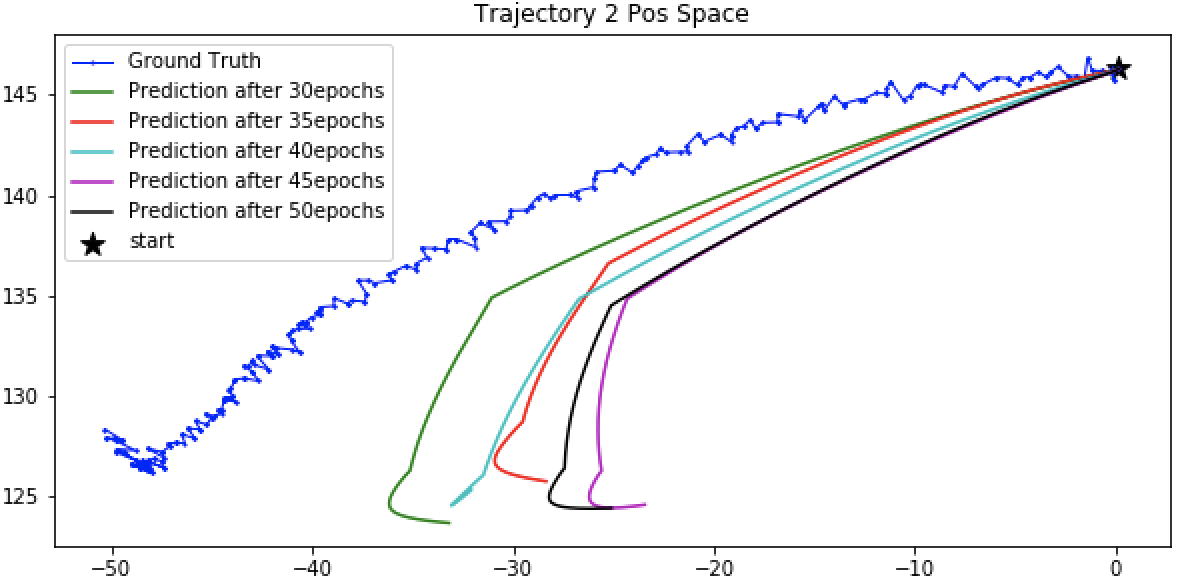 Trajectory 2 Pos Space
Ground Truth
Prediction after 30epochs
Prediction after 35epochs
Prediction after 40epochs
Prediction after 45epochs
Prediction after 50epochs
start
145
140
135
130
125
−50 −40 −30 −20 −10 0